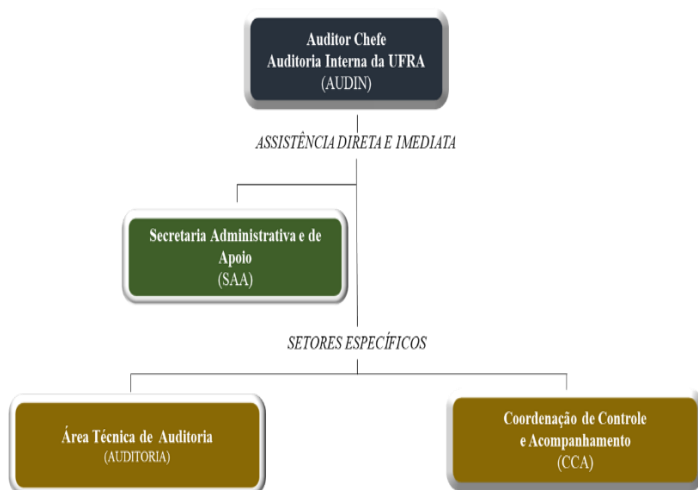 Auditor Chefe
Auditoria Interna da UFRA
(AUDIN)
ASSISTÊNCIA DIRETA E IMEDIATA
Secretaria Administrativa e de
Apoio
(SAA)
SETORES ESPECÍFICOS
Área Técnica de Auditoria
(AUDITORIA)
Coordenação de Controle
e Acompanhamento
(CCA)